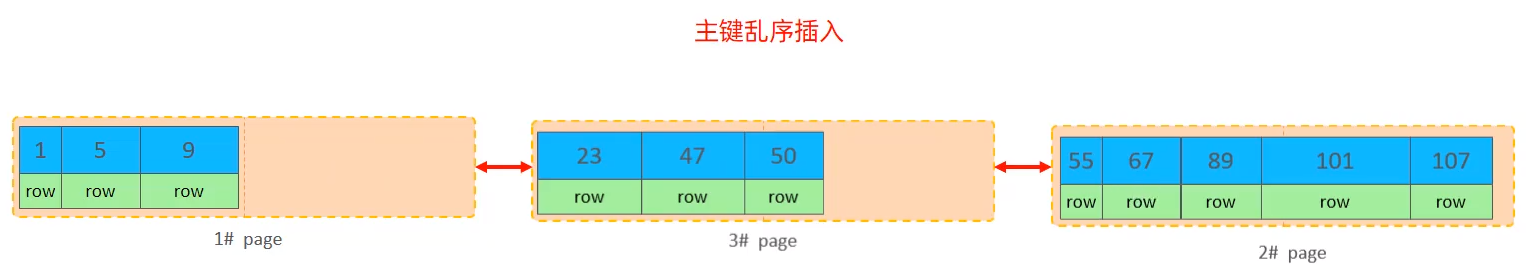 主键乱序插入
1 5 9
row row row
1# page
23 47 50
row row row
3# page
55 67 89 101 107
row row row row row
2# page